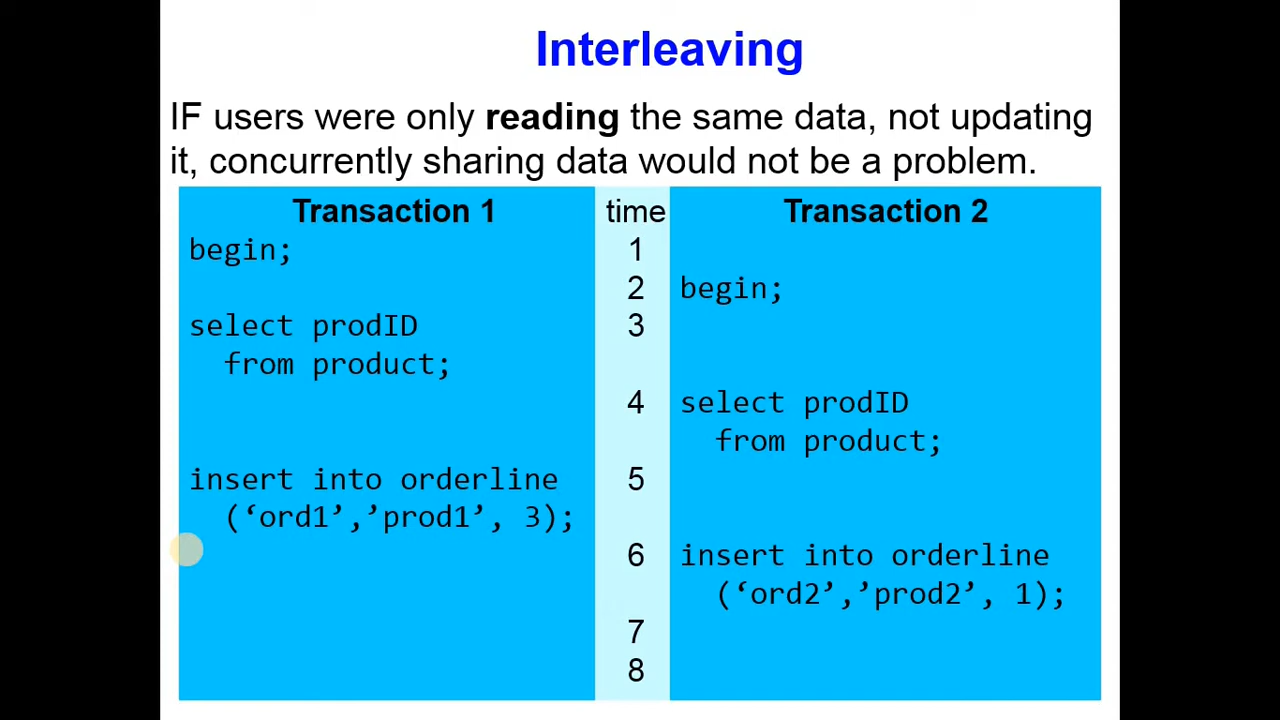 Interleaving
IF users were only reading the same data, not updating
it, concurrently sharing data would not be a problem.
Transaction 1 time Transaction 2
begin; 1
2 begin;
select prodID 3
from product;
4 select prodID
from product;
insert into orderline 5
(‘ord1’,’prod1’, 3);
6 insert into orderline
(‘ord2’,’prod2’, 1);
7
8